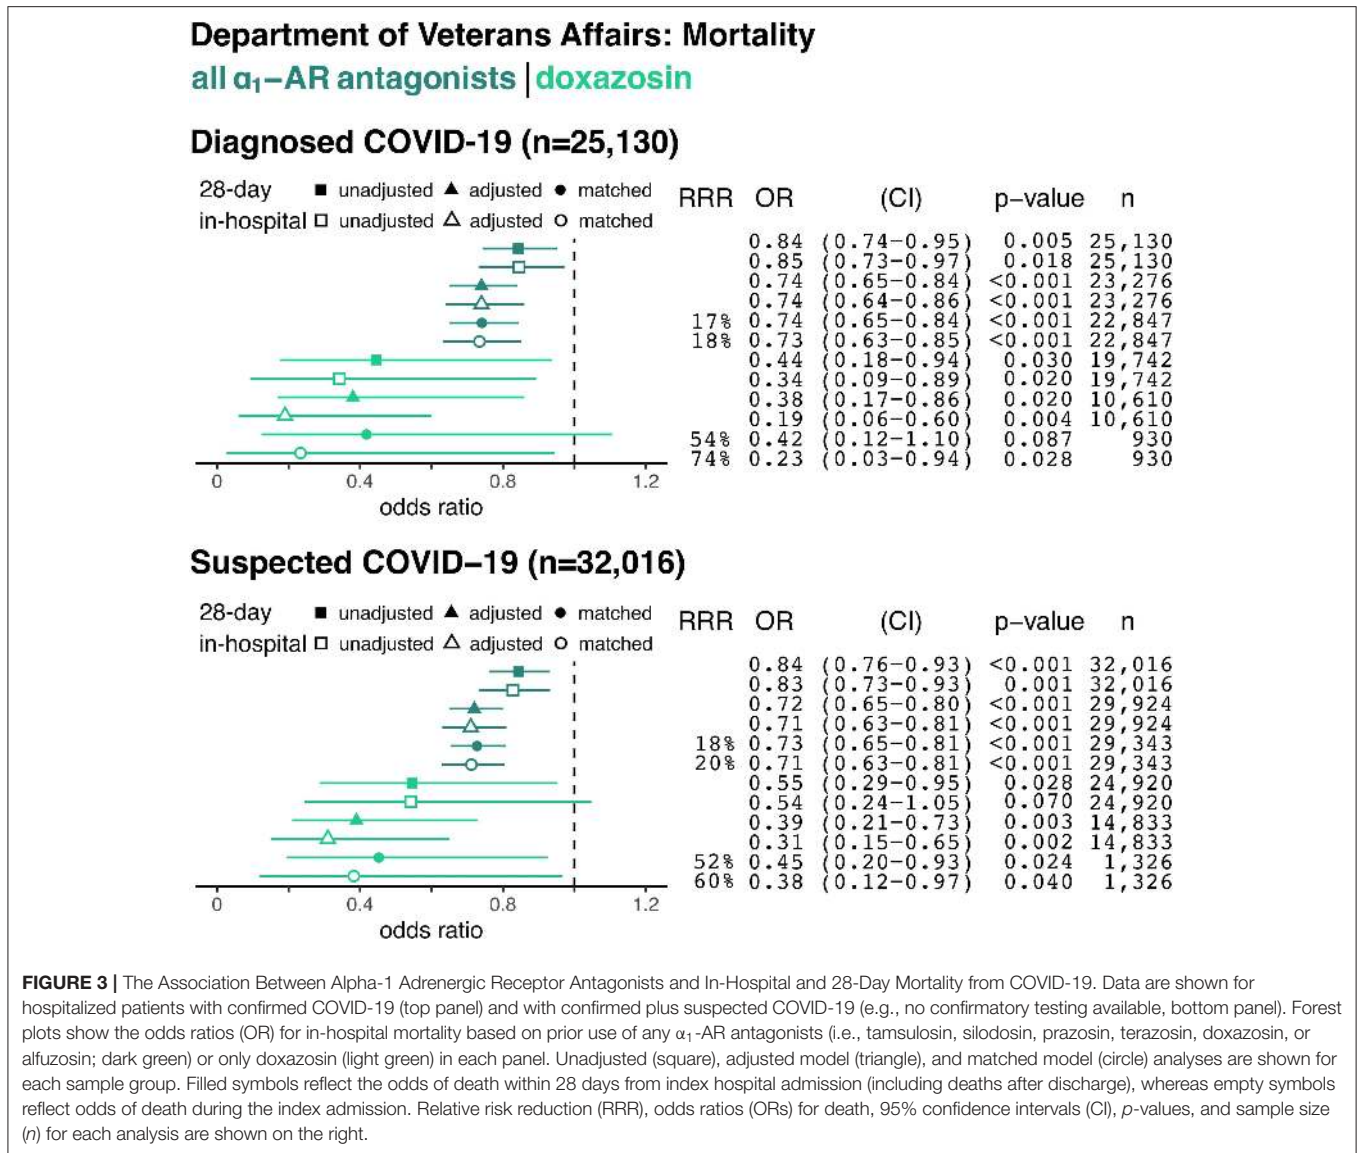 Department of Veterans Affairs: Mortality
all α₁–AR antagonists | doxazosin
Diagnosed COVID-19 (n=25,130)
28-day ■ unadjusted ▲ adjusted ● matched
in-hospital □ unadjusted △ adjusted ○ matched
RRR OR (CI) p–value n
0.84 (0.74–0.95) 0.005 25,130
0.85 (0.73–0.97) 0.018 25,130
0.74 (0.65–0.84) <0.001 23,276
0.74 (0.64–0.86) <0.001 23,276
17% 0.74 (0.65–0.84) <0.001 22,847
18% 0.73 (0.63–0.85) <0.001 22,847
0.44 (0.18–0.94) 0.030 19,742
0.34 (0.09–0.89) 0.020 19,742
0.38 (0.17–0.86) 0.020 10,610
0.19 (0.06–0.60) 0.004 10,610
54% 0.42 (0.12–1.10) 0.087 930
74% 0.23 (0.03–0.94) 0.028 930
0 0.4 0.8 1.2
odds ratio
Suspected COVID–19 (n=32,016)
28-day ■ unadjusted ▲ adjusted ● matched
in-hospital □ unadjusted △ adjusted ○ matched
RRR OR (CI) p–value n
0.84 (0.76–0.93) <0.001 32,016
0.83 (0.73–0.93) 0.001 32,016
0.72 (0.65–0.80) <0.001 29,924
0.71 (0.63–0.81) <0.001 29,924
18% 0.73 (0.65–0.81) <0.001 29,343
20% 0.71 (0.63–0.81) <0.001 29,343
0.55 (0.29–0.95) 0.028 24,920
0.54 (0.24–1.05) 0.070 24,920
0.39 (0.21–0.73) 0.003 14,833
0.31 (0.15–0.65) 0.002 14,833
52% 0.45 (0.20–0.93) 0.024 1,326
60% 0.38 (0.12–0.97) 0.040 1,326
0 0.4 0.8 1.2
odds ratio
FIGURE 3 | The Association Between Alpha-1 Adrenergic Receptor Antagonists and In-Hospital and 28-Day Mortality from COVID-19. Data are shown for
hospitalized patients with confirmed COVID-19 (top panel) and with confirmed plus suspected COVID-19 (e.g., no confirmatory testing available, bottom panel). Forest
plots show the odds ratios (OR) for in-hospital mortality based on prior use of any α₁-AR antagonists (i.e., tamsulosin, silodosin, prazosin, terazosin, doxazosin, or
alfuzosin; dark green) or only doxazosin (light green) in each panel. Unadjusted (square), adjusted model (triangle), and matched model (circle) analyses are shown for
each sample group. Filled symbols reflect the odds of death within 28 days from index hospital admission (including deaths after discharge), whereas empty symbols
reflect odds of death during the index admission. Relative risk reduction (RRR), odds ratios (ORs) for death, 95% confidence intervals (CI), p-values, and sample size
(n) for each analysis are shown on the right.